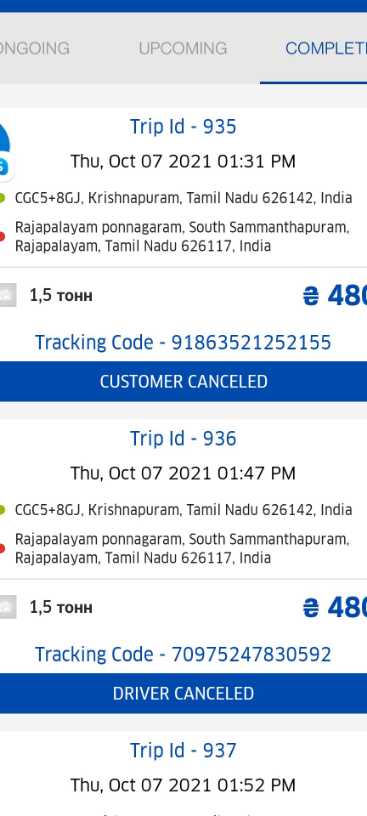 UPCOMING
Trip Id - 935
Thu, Oct 07 2021 01:31 PM
CGC5+8GJ, Krishnapuram, Tamil Nadu 626142, India
Rajapalayam ponnagaram, South Sammanthapuram,
Rajapalayam, Tamil Nadu 626117, India
1,5 тонн ₴ 480
Tracking Code - 91863521252155
CUSTOMER CANCELED
Trip Id - 936
Thu, Oct 07 2021 01:47 PM
CGC5+8GJ, Krishnapuram, Tamil Nadu 626142, India
Rajapalayam ponnagaram, South Sammanthapuram,
Rajapalayam, Tamil Nadu 626117, India
1,5 тонн ₴ 480
Tracking Code - 70975247830592
DRIVER CANCELED
Trip Id - 937
Thu, Oct 07 2021 01:52 PM